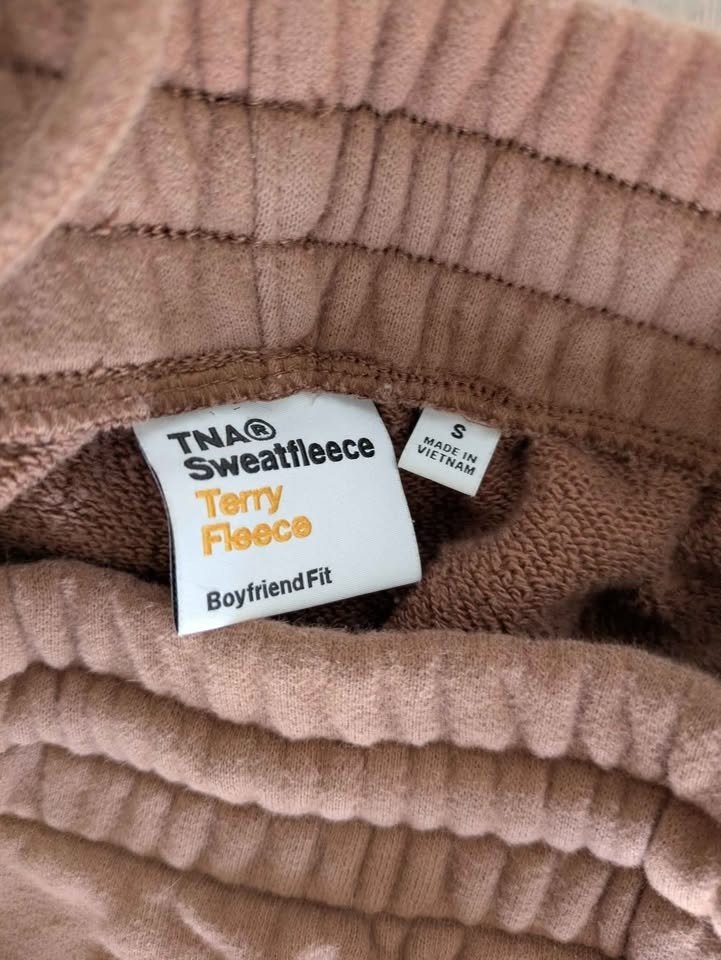 TNA®
Sweatfleece
Terry
Fleece
Boyfriend Fit
S
MADE IN
VIETNAM